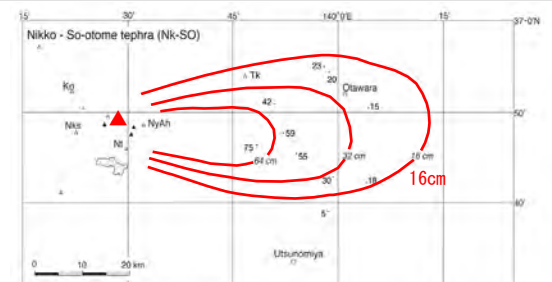 15' 30' 45' 140°0'E 15' 37°0'N
Nikko - So-otome tephra (Nk-SO)
Tk 23 20
Ko Otawara
42 15
50'
Nks NyAh
59
Nt 75 55
64 cm 32 cm 16 cm
30 18 16cm
40'
5
Utsunomiya
0 10 20 km